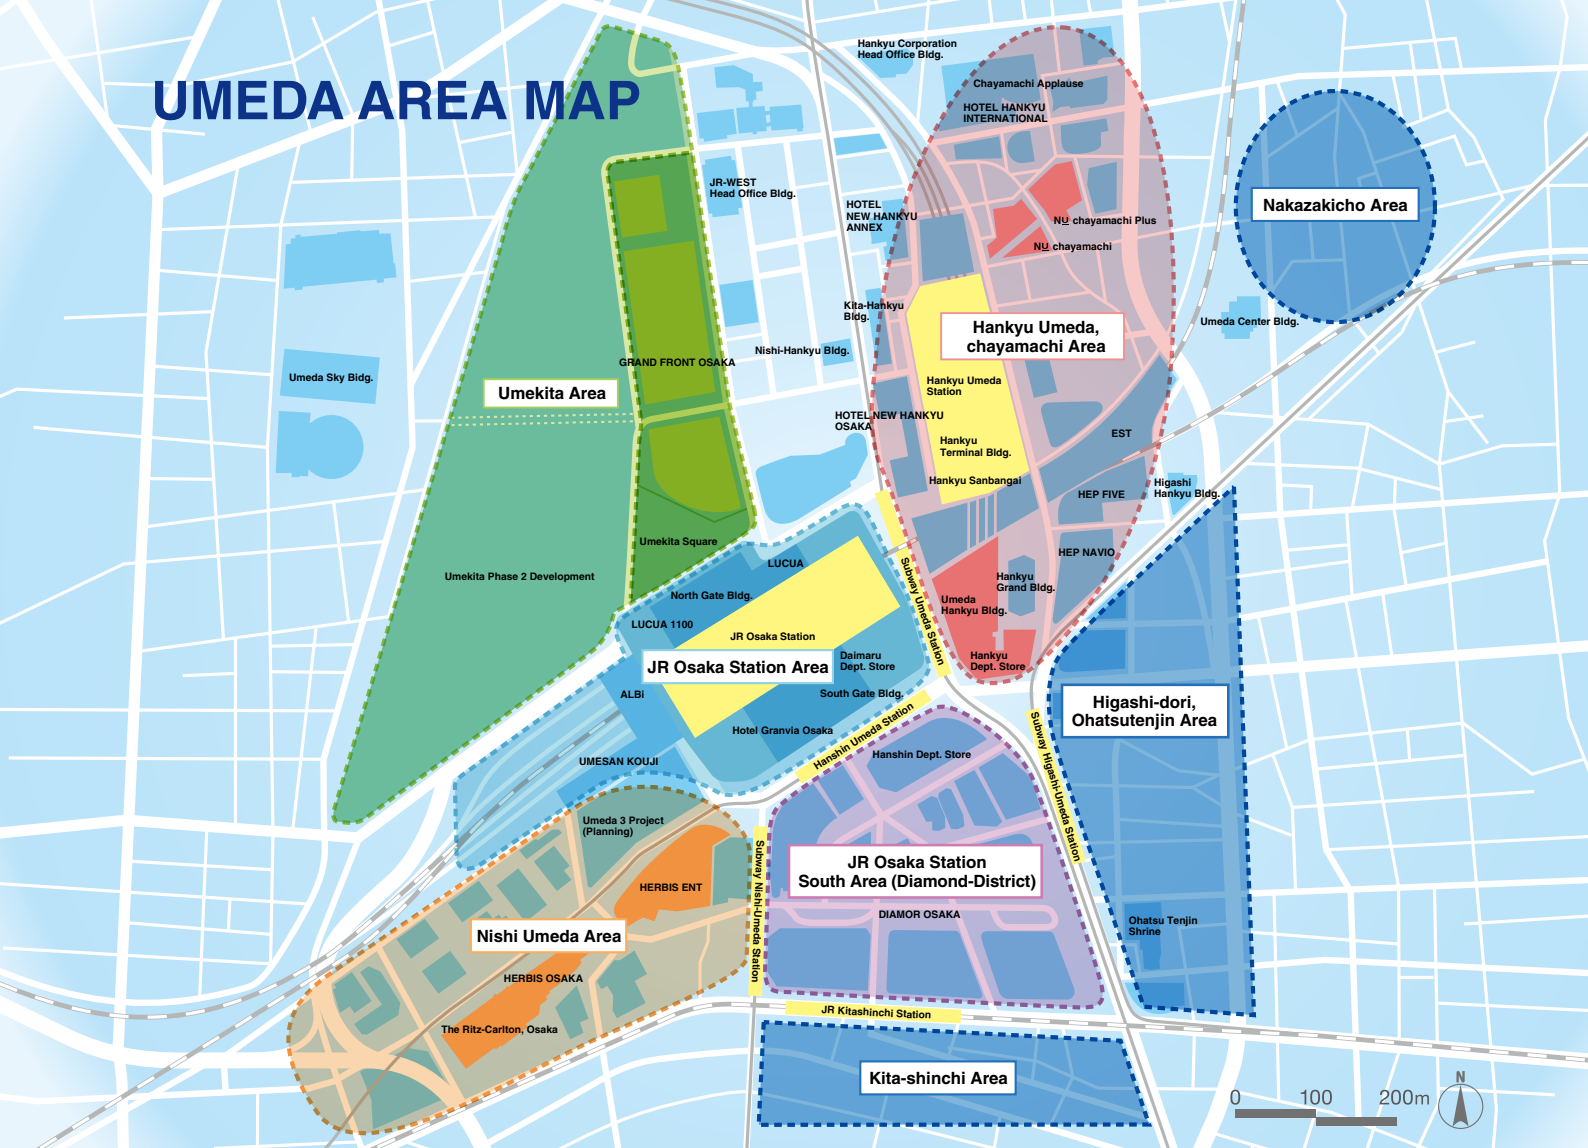 UMEDA AREA MAP
Hankyu Corporation
Head Office Bldg.
Chayamachi Applause
HOTEL HANKYU
INTERNATIONAL
JR-WEST
Head Office Bldg.
HOTEL
NEW HANKYU
ANNEX
NU chayamachi Plus
NU chayamachi
Nakazakicho Area
Kita-Hankyu
Bldg.
Umeda Center Bldg.
Hankyu Umeda,
chayamachi Area
Nishi-Hankyu Bldg.
GRAND FRONT OSAKA
Umeda Sky Bldg.
Umekita Area
Hankyu Umeda
Station
HOTEL NEW HANKYU
OSAKA
EST
Hankyu
Terminal Bldg.
Hankyu Sanbangai
HEP FIVE
Higashi
Hankyu Bldg.
Umekita Square
HEP NAVIO
Umekita Phase 2 Development
LUCUA
North Gate Bldg.
LUCUA 1100
JR Osaka Station
Subway Umeda Station
Hankyu
Grand Bldg.
Umeda
Hankyu Bldg.
Hankyu
Dept. Store
JR Osaka Station Area
Daimaru
Dept. Store
ALBi
South Gate Bldg.
Hotel Granvia Osaka
Hanshin Umeda Station
Higashi-dori,
Ohatsutenjin Area
UMESAN KOUJI
Hanshin Dept. Store
Subway Higashi-Umeda Station
Umeda 3 Project
(Planning)
HERBIS ENT
Subway Nishi-Umeda Station
JR Osaka Station
South Area (Diamond-District)
DIAMOR OSAKA
Ohatsu Tenjin
Shrine
Nishi Umeda Area
HERBIS OSAKA
The Ritz-Carlton, Osaka
JR Kitashinchi Station
Kita-shinchi Area
0 100 200m
N